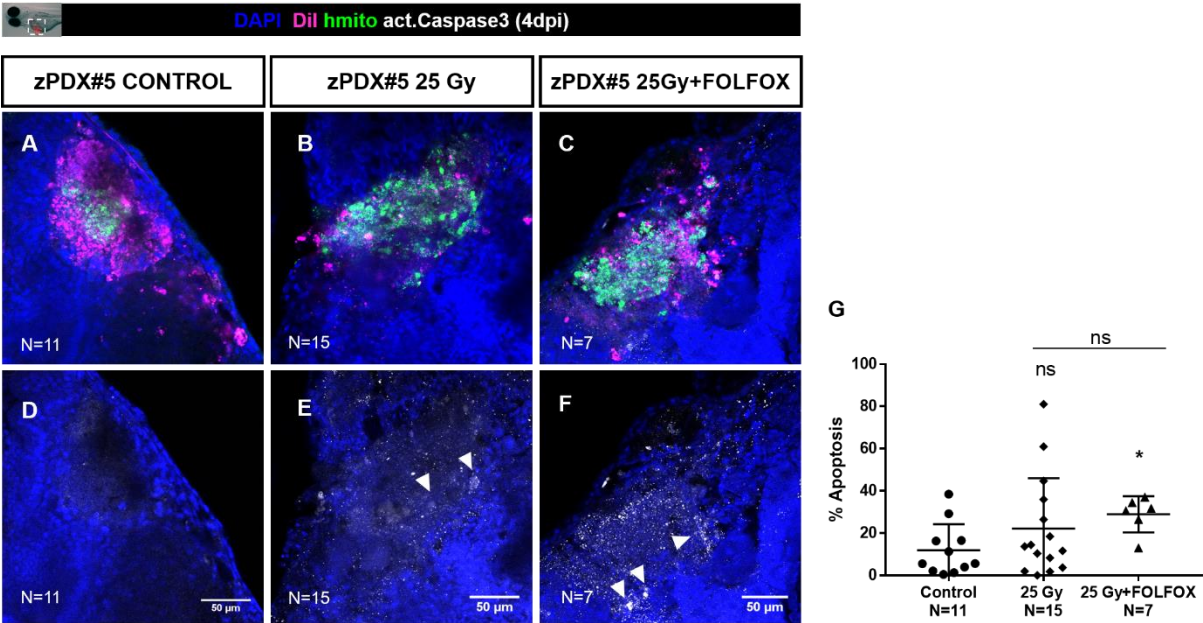 DAPI DiI hmito act.Caspase3 (4dpi)
zPDX#5 CONTROL
zPDX#5 25 Gy
zPDX#5 25Gy+FOLFOX
A
N=11
B
N=15
C
N=7
D
N=11
50 µm
E
N=15
50 µm
F
N=7
50 µm
G
ns
ns
*
% Apoptosis
100
80
60
40
20
0
Control
N=11
25 Gy
N=15
25 Gy+FOLFOX
N=7